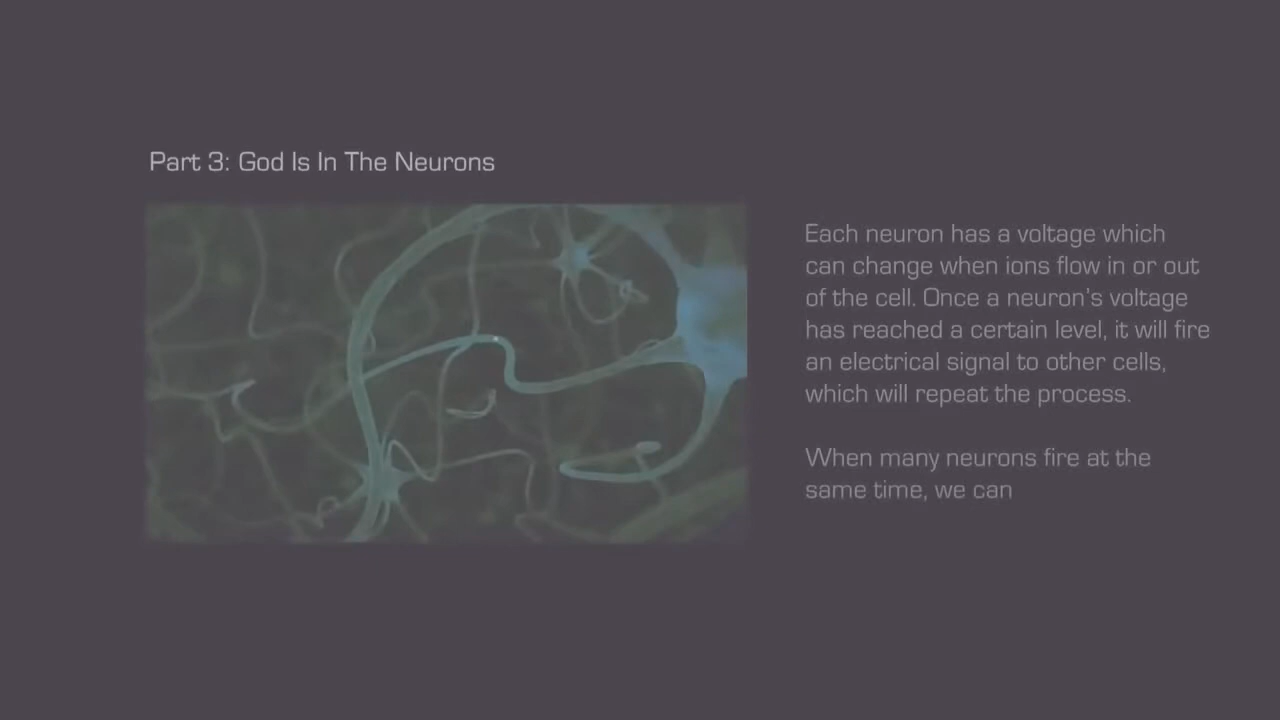 Part 3: God Is In The Neurons
Each neuron has a voltage which
can change when ions flow in or out
of the cell. Once a neuron's voltage
has reached a certain level, it will fire
an electrical signal to other cells,
which will repeat the process.
When many neurons fire at the
same time, we can